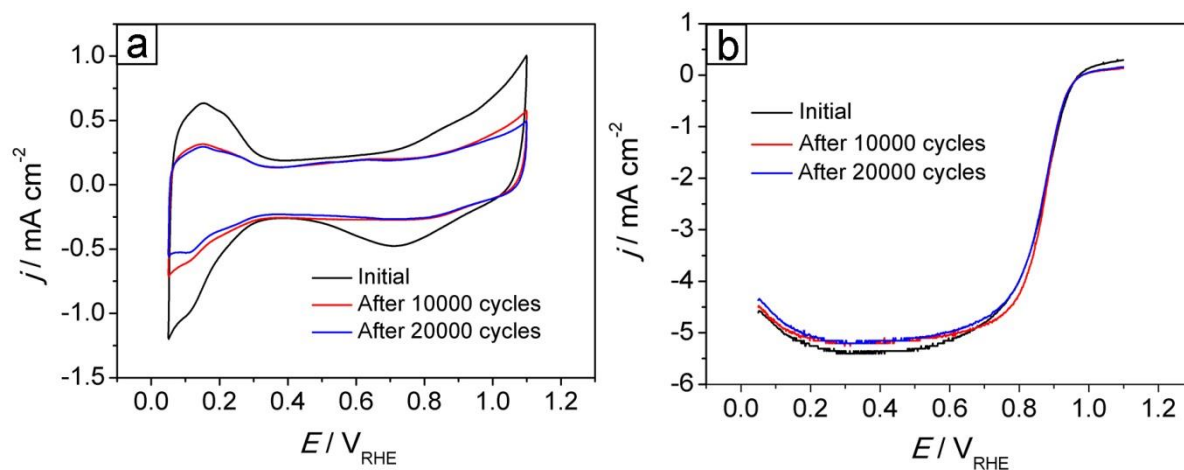 a
j / mA cm⁻²
1.0
0.5
0.0
-0.5
-1.0
-1.5
Initial
After 10000 cycles
After 20000 cycles
0.0 0.2 0.4 0.6 0.8 1.0 1.2
E / V_RHE
b
j / mA cm⁻²
1
0
-1
-2
-3
-4
-5
-6
Initial
After 10000 cycles
After 20000 cycles
0.0 0.2 0.4 0.6 0.8 1.0 1.2
E / V_RHE